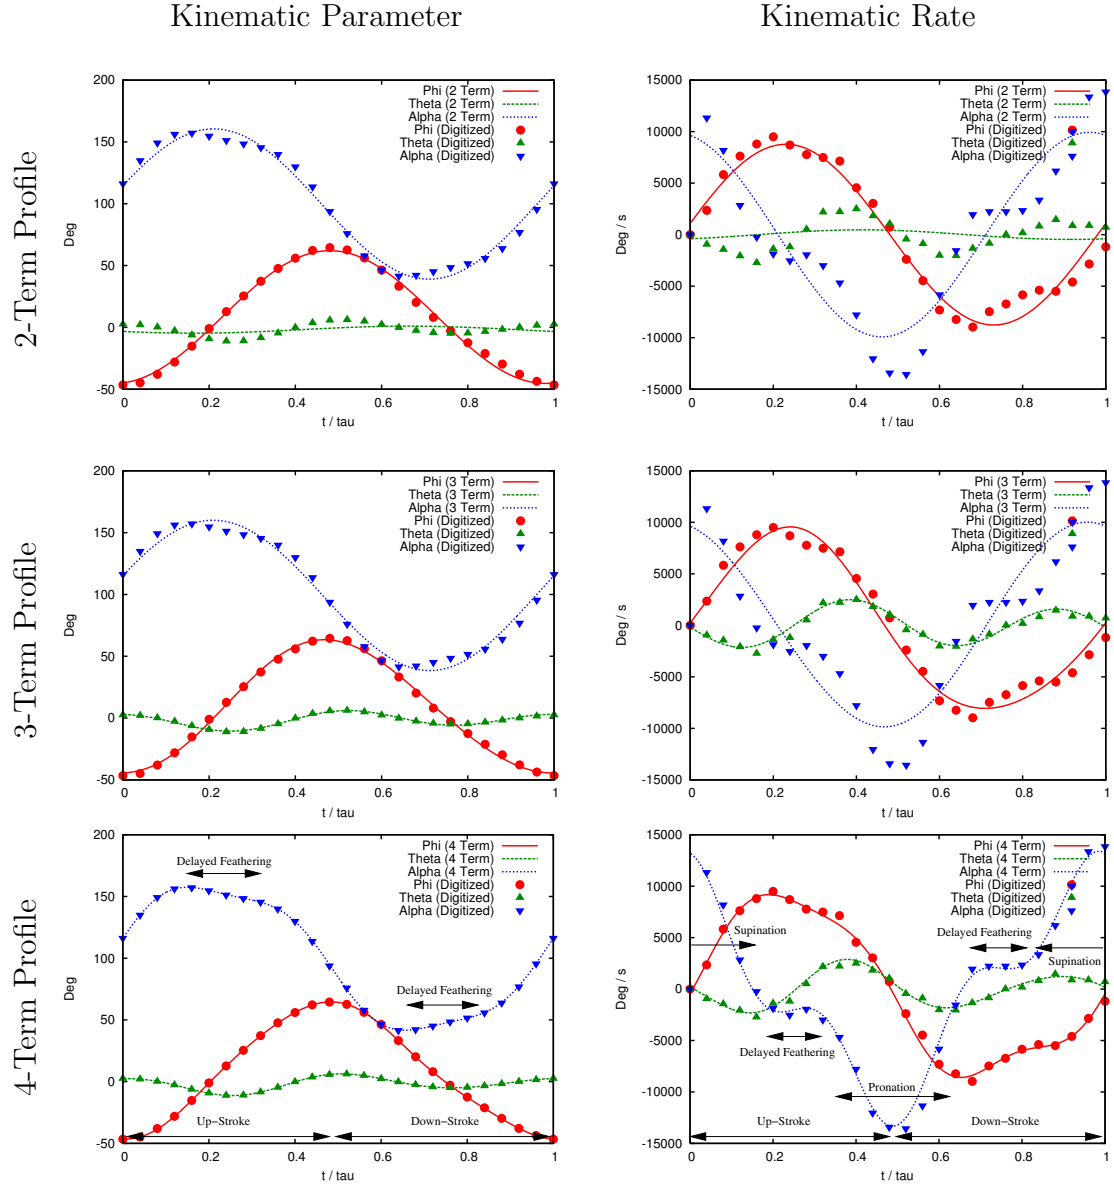 Kinematic Parameter
Kinematic Rate
2-Term Profile
200
150
100
50
0
-50
Deg
0
0.2
0.4
0.6
0.8
1
t / tau
Phi (2 Term)
Theta (2 Term)
Alpha (2 Term)
Phi (Digitized)
Theta (Digitized)
Alpha (Digitized)
15000
10000
5000
0
-5000
-10000
-15000
Deg / s
0
0.2
0.4
0.6
0.8
1
t / tau
Phi (2 Term)
Theta (2 Term)
Alpha (2 Term)
Phi (Digitized)
Theta (Digitized)
Alpha (Digitized)
3-Term Profile
200
150
100
50
0
-50
Deg
0
0.2
0.4
0.6
0.8
1
t / tau
Phi (3 Term)
Theta (3 Term)
Alpha (3 Term)
Phi (Digitized)
Theta (Digitized)
Alpha (Digitized)
15000
10000
5000
0
-5000
-10000
-15000
Deg / s
0
0.2
0.4
0.6
0.8
1
t / tau
Phi (3 Term)
Theta (3 Term)
Alpha (3 Term)
Phi (Digitized)
Theta (Digitized)
Alpha (Digitized)
4-Term Profile
200
150
100
50
0
-50
Deg
0
0.2
0.4
0.6
0.8
1
t / tau
Phi (4 Term)
Theta (4 Term)
Alpha (4 Term)
Phi (Digitized)
Theta (Digitized)
Alpha (Digitized)
Delayed Feathering
Delayed Feathering
Up-Stroke
Down-Stroke
15000
10000
5000
0
-5000
-10000
-15000
Deg / s
0
0.2
0.4
0.6
0.8
1
t / tau
Phi (4 Term)
Theta (4 Term)
Alpha (4 Term)
Phi (Digitized)
Theta (Digitized)
Alpha (Digitized)
Supination
Delayed Feathering
Supination
Delayed Feathering
Pronation
Up-Stroke
Down-Stroke